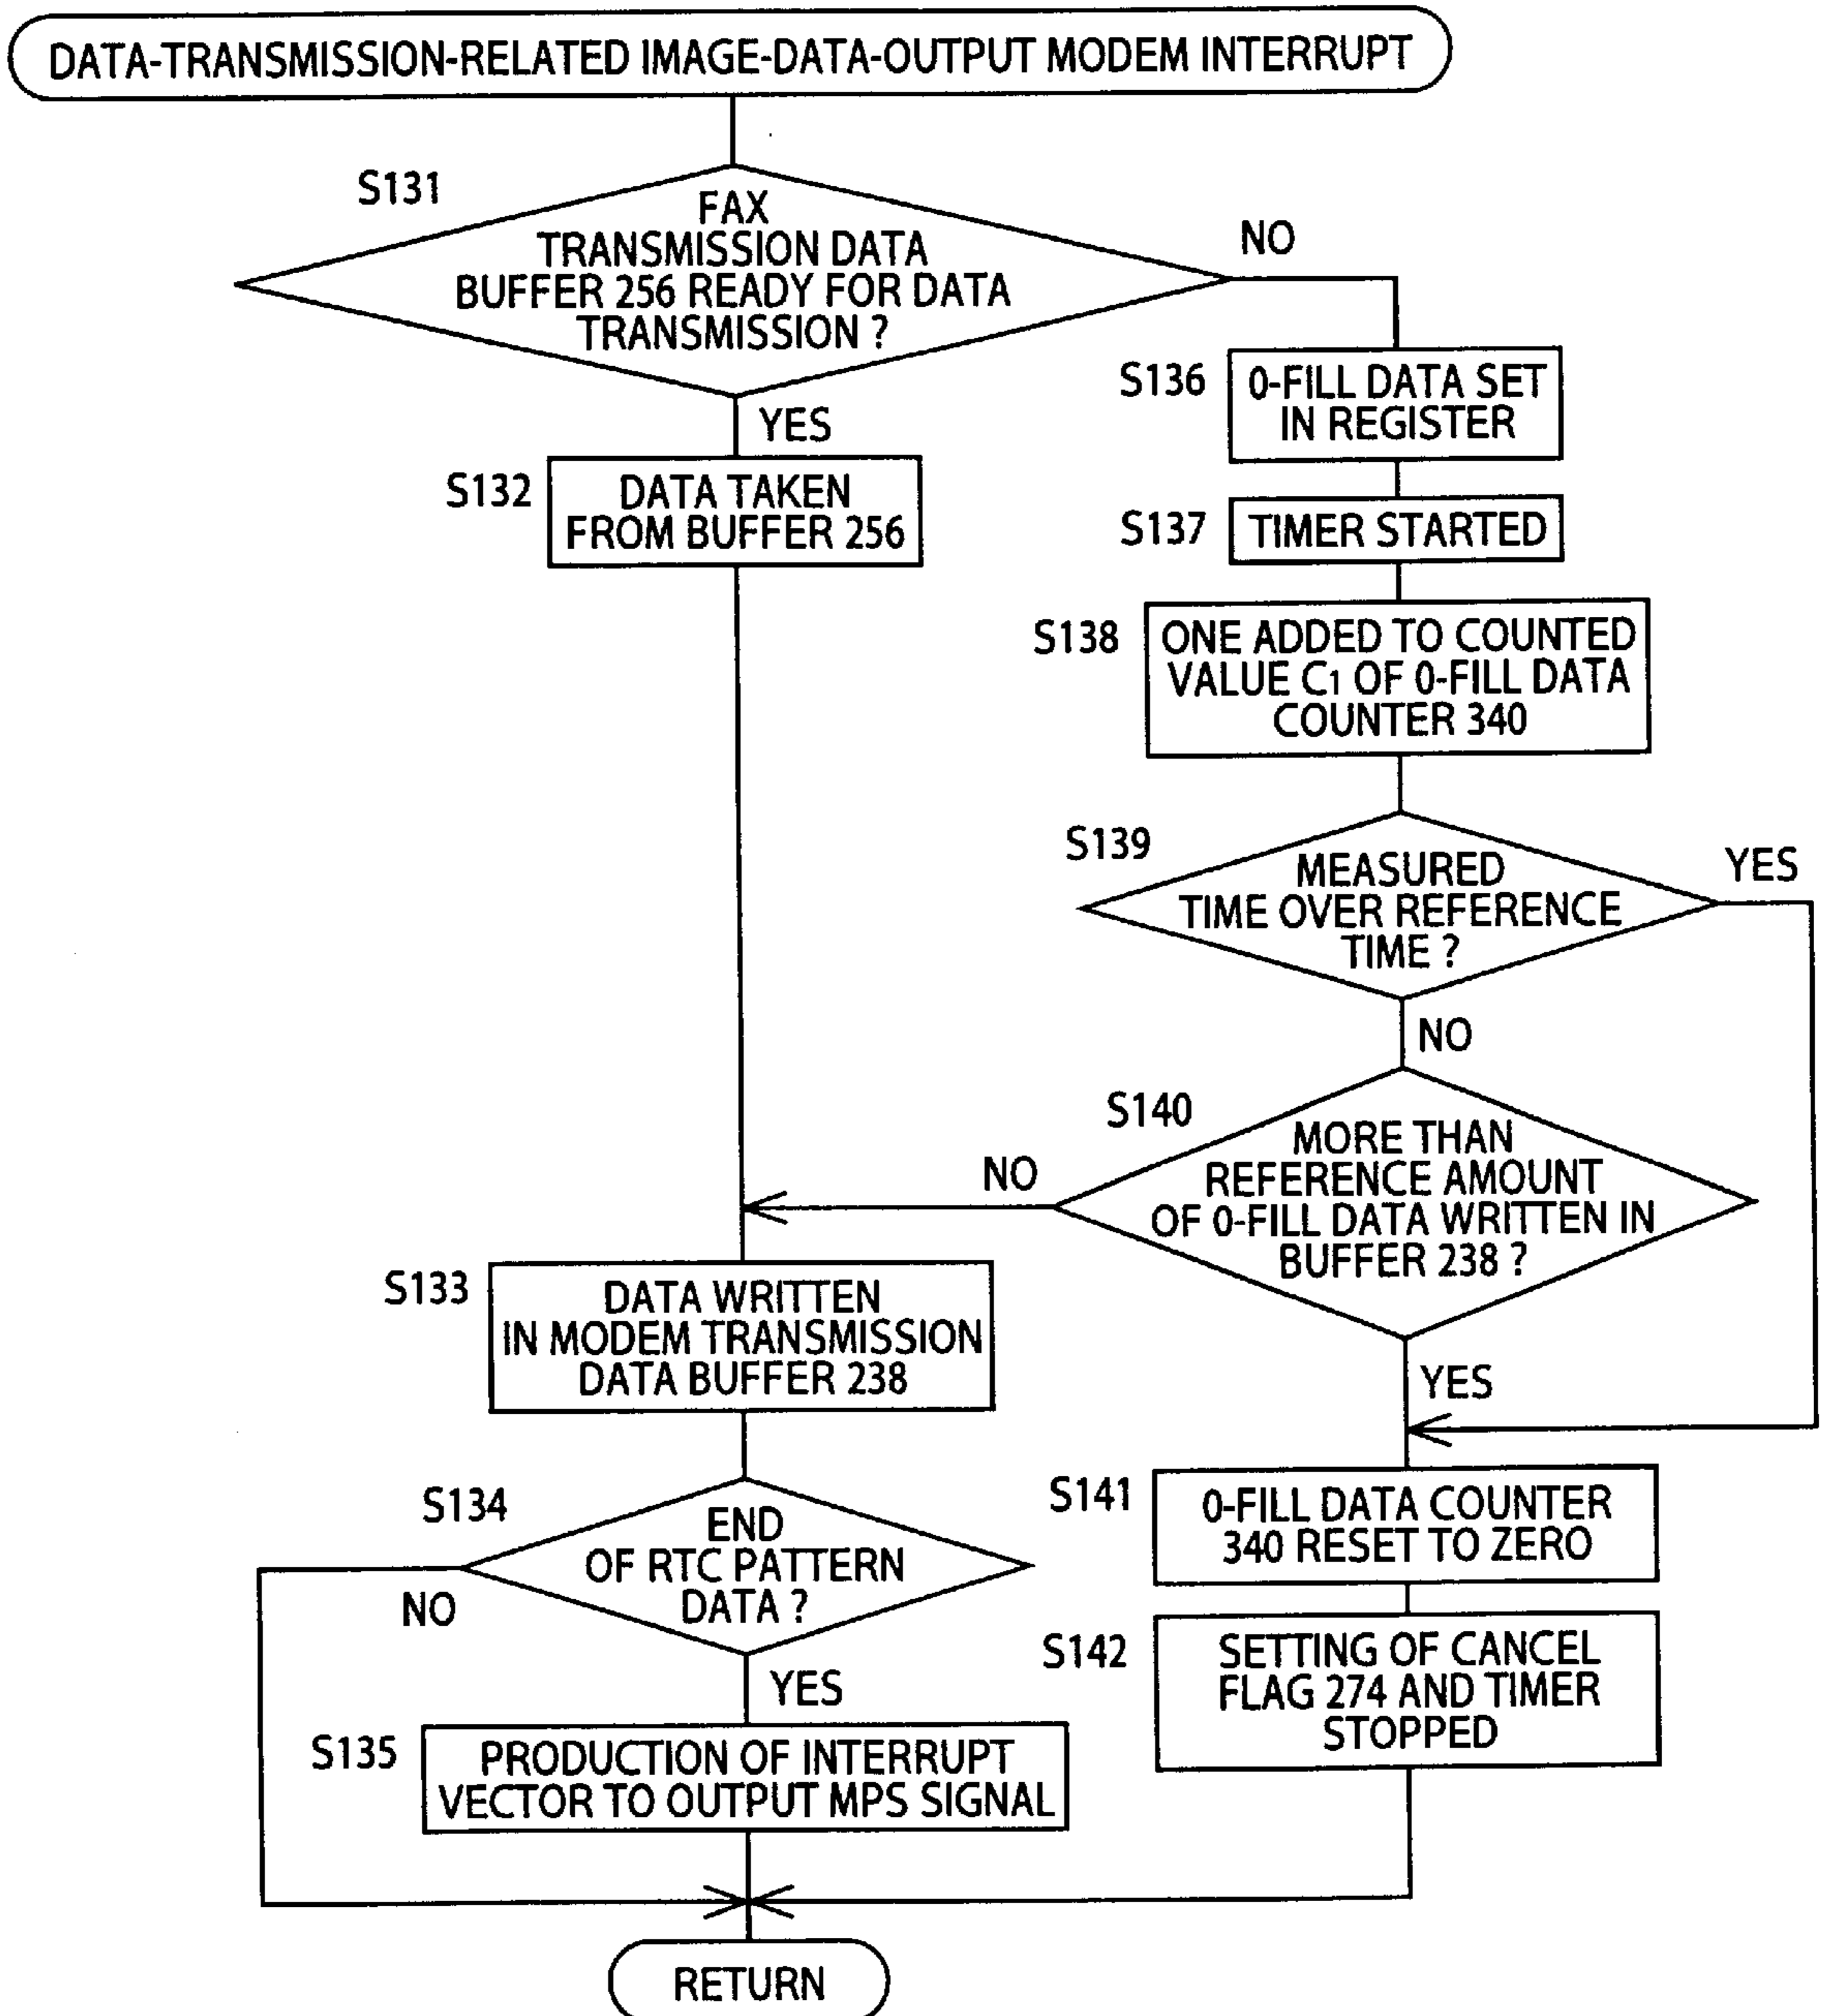 DATA-TRANSMISSION-RELATED IMAGE-DATA-OUTPUT MODEM INTERRUPT
S131
FAX
TRANSMISSION DATA
BUFFER 256 READY FOR DATA
TRANSMISSION ?
NO
YES
S132
DATA TAKEN
FROM BUFFER 256
S136
0-FILL DATA SET
IN REGISTER
S137
TIMER STARTED
S138
ONE ADDED TO COUNTED
VALUE C1 OF 0-FILL DATA
COUNTER 340
S139
MEASURED
TIME OVER REFERENCE
TIME ?
YES
NO
S140
MORE THAN
REFERENCE AMOUNT
OF 0-FILL DATA WRITTEN IN
BUFFER 238 ?
NO
YES
S133
DATA WRITTEN
IN MODEM TRANSMISSION
DATA BUFFER 238
S134
END
OF RTC PATTERN
DATA ?
NO
YES
S135
PRODUCTION OF INTERRUPT
VECTOR TO OUTPUT MPS SIGNAL
S141
0-FILL DATA COUNTER
340 RESET TO ZERO
S142
SETTING OF CANCEL
FLAG 274 AND TIMER
STOPPED
RETURN